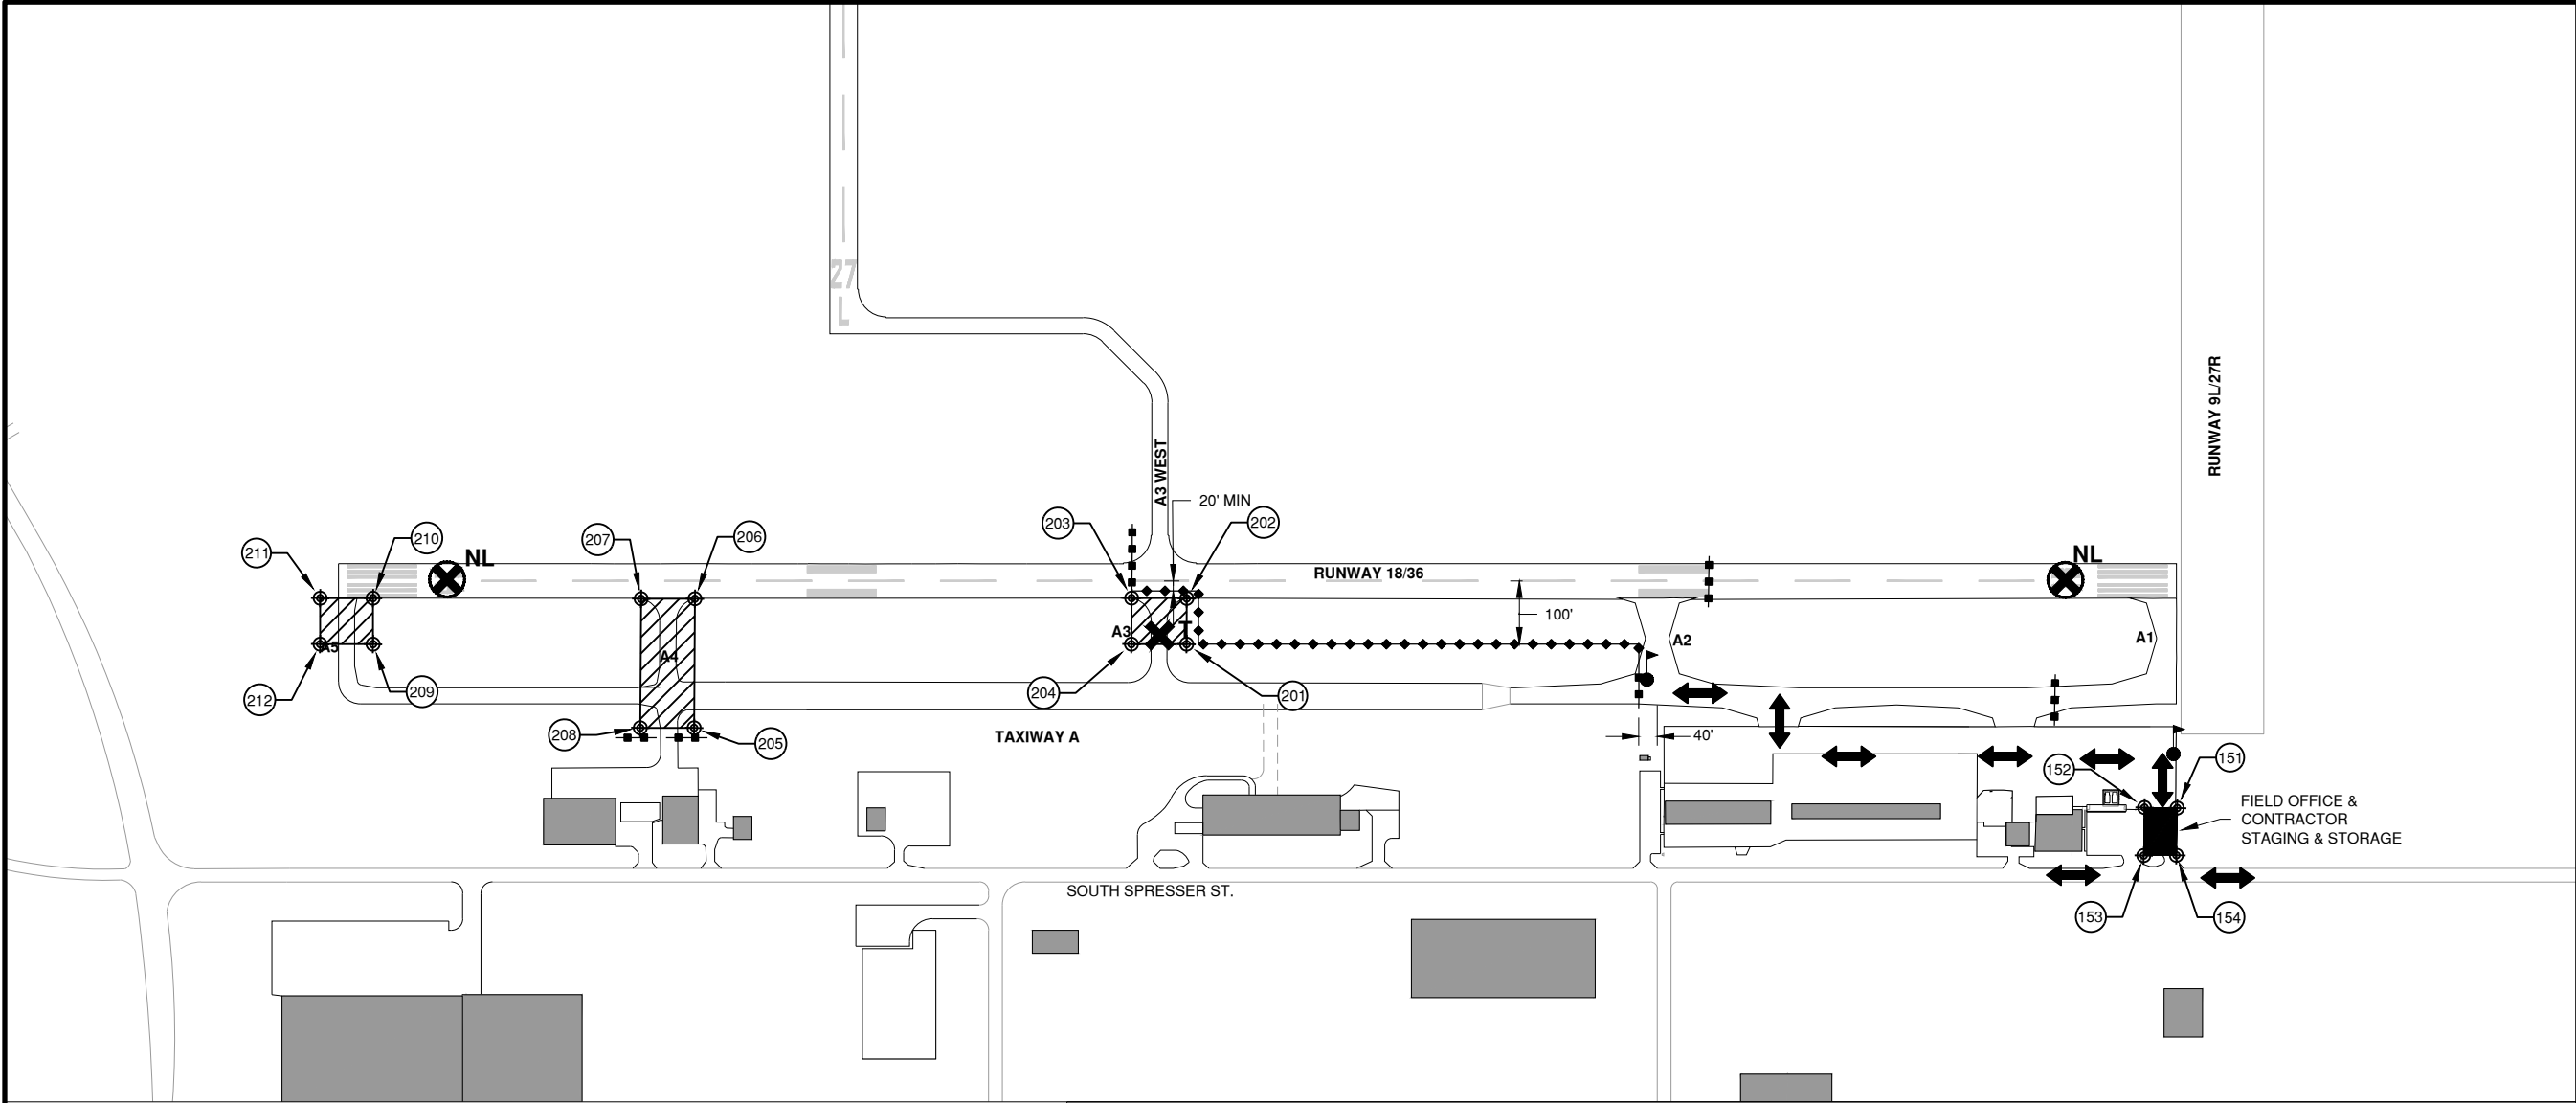 27
L
RUNWAY 9L/27R
A3 WEST
20' MIN
203
202
211
210
207
206
NL
NL
RUNWAY 18/36
100'
A3
T
A2
A1
A5
A4
212
209
204
201
208
205
TAXIWAY A
40'
152
151
FIELD OFFICE &
CONTRACTOR
STAGING & STORAGE
SOUTH SPRESSER ST.
153
154